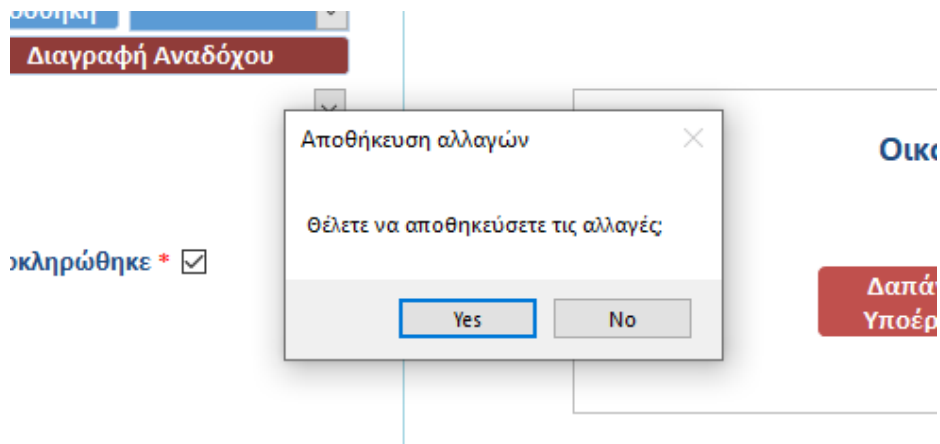 Διαγραφή Αναδόχου
Αποθήκευση αλλαγών
Θέλετε να αποθηκεύσετε τις αλλαγές;
Yes
No
*